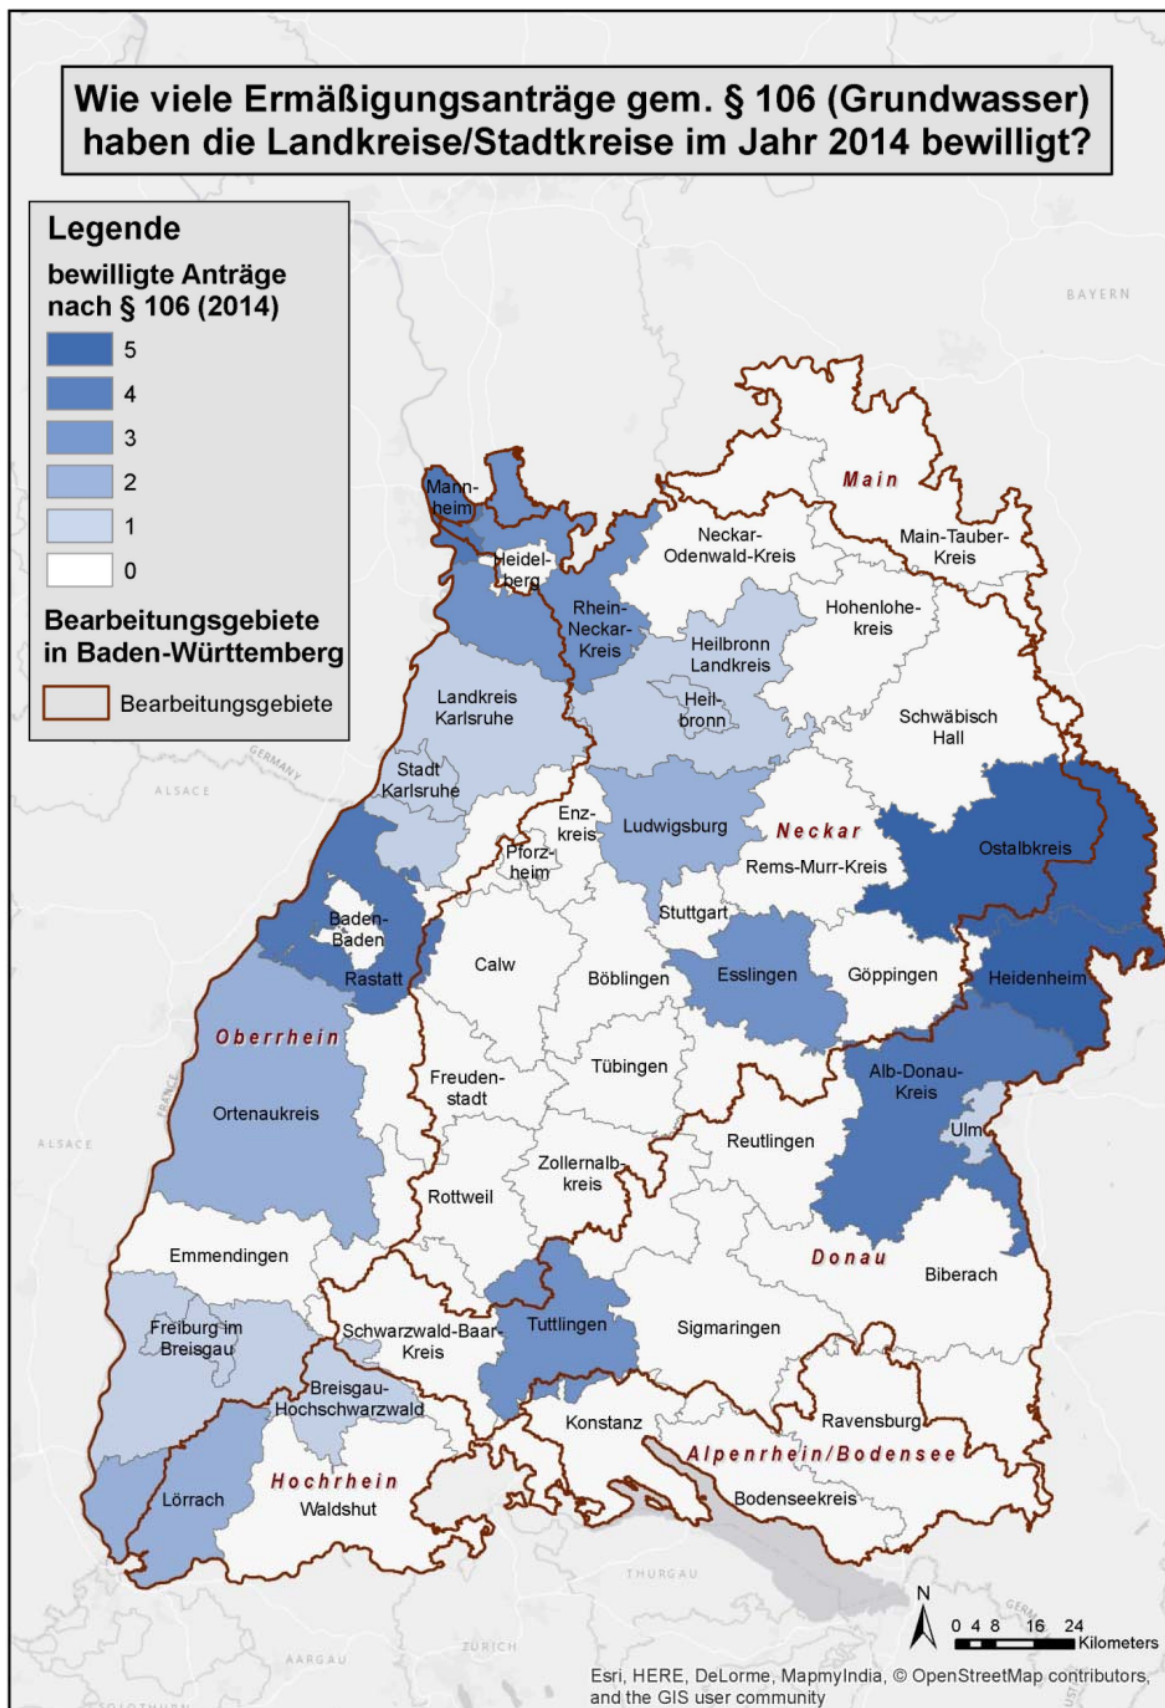 Wie viele Ermäßigungsanträge gem. § 106 (Grundwasser)
haben die Landkreise/Stadtkreise im Jahr 2014 bewilligt?
Legende
bewilligte Anträge
nach § 106 (2014)
5
4
3
2
1
0
Bearbeitungsgebiete
in Baden-Württemberg
Bearbeitungsgebiete
BAYERN
Main
Mann-
heim
Neckar-
Odenwald-Kreis
Main-Tauber-
Kreis
Heidel-
berg
Rhein-
Neckar-
Kreis
Hohenlohe-
kreis
Heilbronn
Landkreis
Heil-
bronn
Landkreis
Karlsruhe
Schwäbisch
Hall
GERMANY
ALSACE
Stadt
Karlsruhe
Enz-
kreis
Ludwigsburg
Neckar
Rems-Murr-Kreis
Ostalbkreis
Pforz-
heim
Stuttgart
Baden-
Baden
Rastatt
Calw
Böblingen
Esslingen
Göppingen
Heidenheim
Oberrhein
Tübingen
Alb-Donau-
Kreis
Freuden-
stadt
FRANCE
Ortenaukreis
ALSACE
Ulm
Reutlingen
Zollernalb-
kreis
Rottweil
Emmendingen
Donau
Biberach
Freiburg im
Breisgau
Schwarzwald-Baar-
Kreis
Tuttlingen
Sigmaringen
Breisgau-
Hochschwarzwald
Konstanz
Ravensburg
Alpenrhein/Bodensee
Hochrhein
Lörrach
Waldshut
Bodenseekreis
THURGAU
ZÜRICH
AARGAU
SOLOTHURN
N
0 4 8 16 24
Kilometers
Esri, HERE, DeLorme, MapmyIndia, © OpenStreetMap contributors,
and the GIS user community